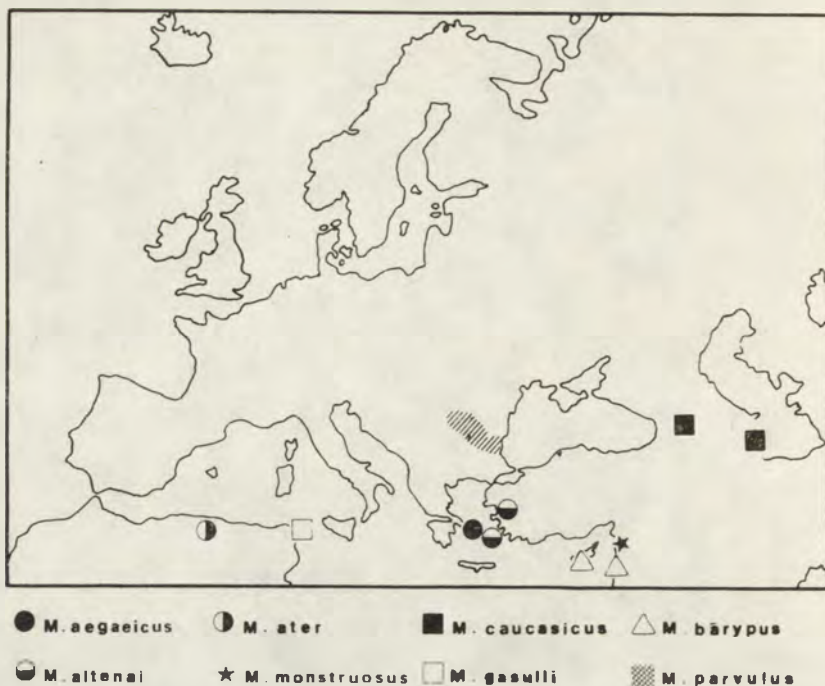 M. aegaeicus M. ater M. caucasicus M. bärypus
M. altenai M. monstruosus M. gasulli M. parvulus